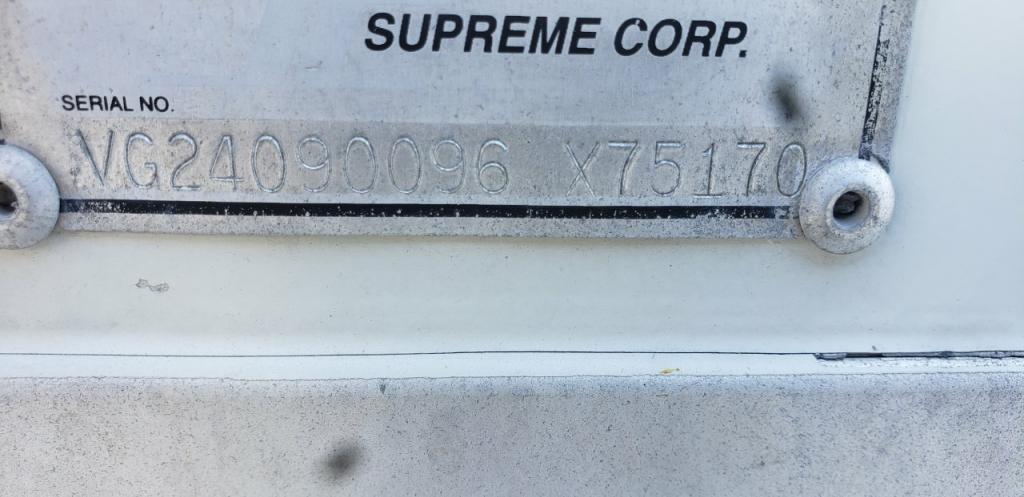 SUPREME CORP.
SERIAL NO.
VG24090096 X75170